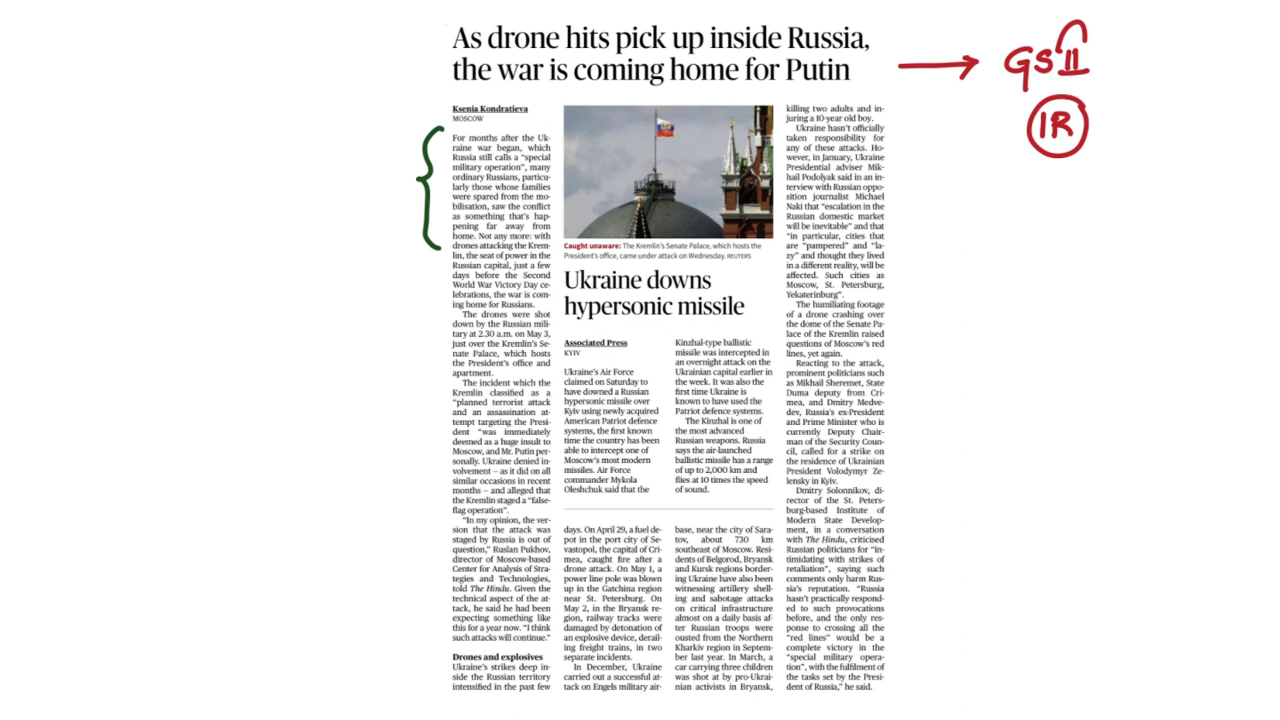 As drone hits pick up inside Russia,
the war is coming home for Putin
GS II
IR
Ksenia Kondratieva
MOSCOW
For months after the Uk-
raine war began, which
Russia still calls a “special
military operation”, many
ordinary Russians, particu-
larly those whose families
were spared from the mo-
bilisation, saw the conflict
as something that's hap-
pening far away from
home. Not any more: with
drones attacking the Krem-
lin, the seat of power in the
Russian capital, just a few
days before the Second
World War Victory Day ce-
lebrations, the war is com-
ing home for Russians.
The drones were shot
down by the Russian mili-
tary at 2.30 a.m. on May 3,
just over the Kremlin's Se-
nate Palace, which hosts
the President's office and
apartment.
The incident which the
Kremlin classified as a
“planned terrorist attack
and an assassination at-
tempt targeting the Presi-
dent “was immediately
deemed as a huge insult to
Moscow, and Mr. Putin per-
sonally. Ukraine denied in-
volvement – as it did on all
similar occasions in recent
months – and alleged that
the Kremlin staged a “false-
flag operation”.
“In my opinion, the ver-
sion that the attack was
staged by Russia is out of
question,” Ruslan Pukhov,
director of Moscow-based
Center for Analysis of Stra-
tegies and Technologies,
told The Hindu. Given the
technical aspect of the at-
tack, he said he had been
expecting something like
this for a year now. “I think
such attacks will continue.”
Drones and explosives
Ukraine's strikes deep in-
side the Russian territory
intensified in the past few
Caught unaware: The Kremlin's Senate Palace, which hosts the
President's office, came under attack on Wednesday. REUTERS
Ukraine downs
hypersonic missile
Associated Press
KYIV
Ukraine's Air Force
claimed on Saturday to
have downed a Russian
hypersonic missile over
Kyiv using newly acquired
American Patriot defence
systems, the first known
time the country has been
able to intercept one of
Moscow's most modern
missiles. Air Force
commander Mykola
Oleshchuk said that the
Kinzhal-type ballistic
missile was intercepted in
an overnight attack on the
Ukrainian capital earlier in
the week. It was also the
first time Ukraine is
known to have used the
Patriot defence systems.
The Kinzhal is one of
the most advanced
Russian weapons. Russia
says the air-launched
ballistic missile has a range
of up to 2,000 km and
flies at 10 times the speed
of sound.
days. On April 29, a fuel de-
pot in the port city of Se-
vastopol, the capital of Cri-
mea, caught fire after a
drone attack. On May 1, a
power line pole was blown
up in the Gatchina region
near St. Petersburg. On
May 2, in the Bryansk re-
gion, railway tracks were
damaged by detonation of
an explosive device, derail-
ing freight trains, in two
separate incidents.
In December, Ukraine
carried out a successful at-
tack on Engels military air-
base, near the city of Sara-
tov, about 730 km
southeast of Moscow. Resi-
dents of Belgorod, Bryansk
and Kursk regions border-
ing Ukraine have also been
witnessing artillery shell-
ing and sabotage attacks
on critical infrastructure
almost on a daily basis af-
ter Russian troops were
ousted from the Northern
Kharkiv region in Septem-
ber last year. In March, a
car carrying three children
was shot at by pro-Ukrai-
nian activists in Bryansk,
killing two adults and in-
juring a 10-year old boy.
Ukraine hasn't officially
taken responsibility for
any of these attacks. Ho-
wever, in January, Ukraine
Presidential adviser Mik-
hail Podolyak said in an in-
terview with Russian oppo-
sition journalist Michael
Naki that “escalation in the
Russian domestic market
will be inevitable” and that
“in particular, cities that
are “pampered” and “la-
zy” and thought they lived
in a different reality, will be
affected. Such cities as
Moscow, St. Petersburg,
Yekaterinburg”.
The humiliating footage
of a drone crashing over
the dome of the Senate Pa-
lace of the Kremlin raised
questions of Moscow's red
lines, yet again.
Reacting to the attack,
prominent politicians such
as Mikhail Sheremet, State
Duma deputy from Cri-
mea, and Dmitry Medve-
dev, Russia's ex-President
and Prime Minister who is
currently Deputy Chair-
man of the Security Coun-
cil, called for a strike on
the residence of Ukrainian
President Volodymyr Ze-
lensky in Kyiv.
Dmitry Solonnikov, di-
rector of the St. Peters-
burg-based Institute of
Modern State Develop-
ment, in a conversation
with The Hindu, criticised
Russian politicians for “in-
timidating with strikes of
retaliation”, saying such
comments only harm Rus-
sia's reputation. “Russia
hasn't practically respond-
ed to such provocations
before, and the only res-
ponse to crossing all the
“red lines” would be a
complete victory in the
“special military opera-
tion”, with the fulfilment of
the tasks set by the Presi-
dent of Russia,” he said.